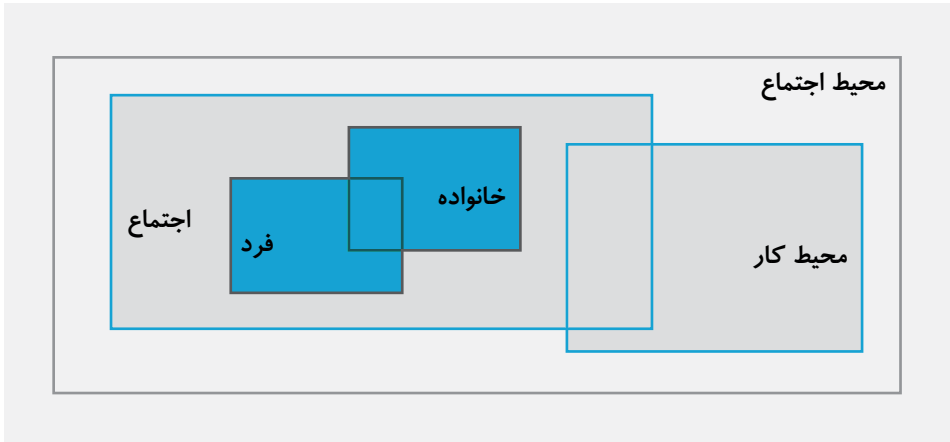 محیط اجتماع
خانواده
اجتماع
فرد
محیط کار